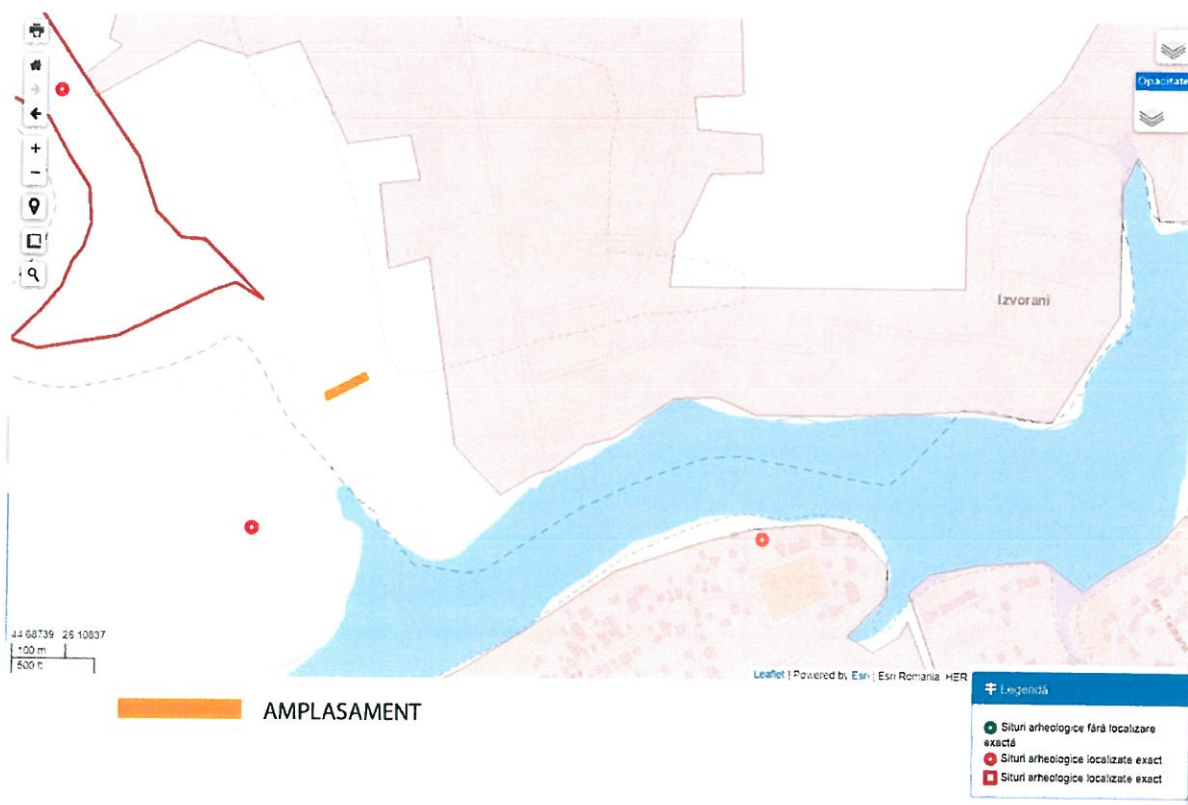 Opacitate
+
−
Izvorani
44.68739 26.10837
100 m
500 ft
Leaflet | Powered by Esri | Esri Romania, HER
AMPLASAMENT
Legendă
Situri arheologice fără localizare
exactă
Situri arheologice localizate exact
Situri arheologice localizate exact